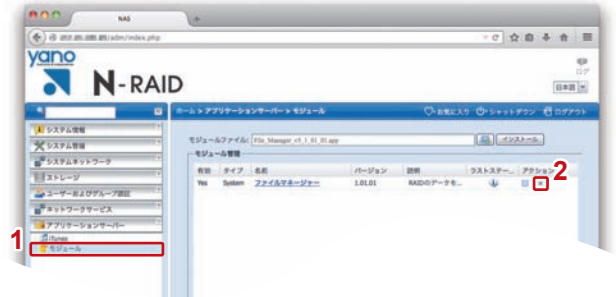 NAS
/adm/index.php
yano
N-RAID
ログ
日本語
ホーム > アプリケーションサーバー > モジュール
お気に入り
シャットダウン
ログアウト
システム情報
システム管理
システムネットワーク
ストレージ
ユーザーおよびグループ認証
ネットワークサービス
アプリケーションサーバー
iTunes
1
モジュール
モジュールファイル:
File_Manager_v5_1_01_01.app
インストール
モジュール管理
有効 タイプ 名前 バージョン 説明 ラストステー... アクション
2
Yes System ファイルマネージャー 1.01.01 RAIDのデータをモ...